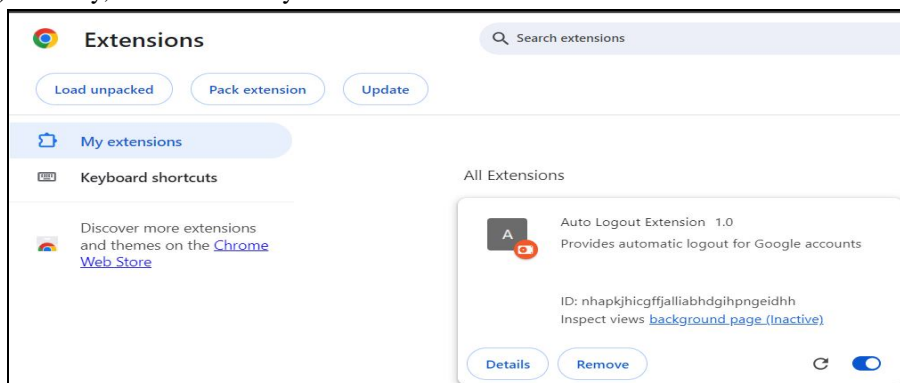 Extensions
Search extensions
Load unpacked
Pack extension
Update
My extensions
Keyboard shortcuts
Discover more extensions
and themes on the Chrome
Web Store
All Extensions
A
Auto Logout Extension 1.0
Provides automatic logout for Google accounts
ID: nhapkjhicgffjalliabhdgihpngeidhh
Inspect views background page (Inactive)
Details
Remove